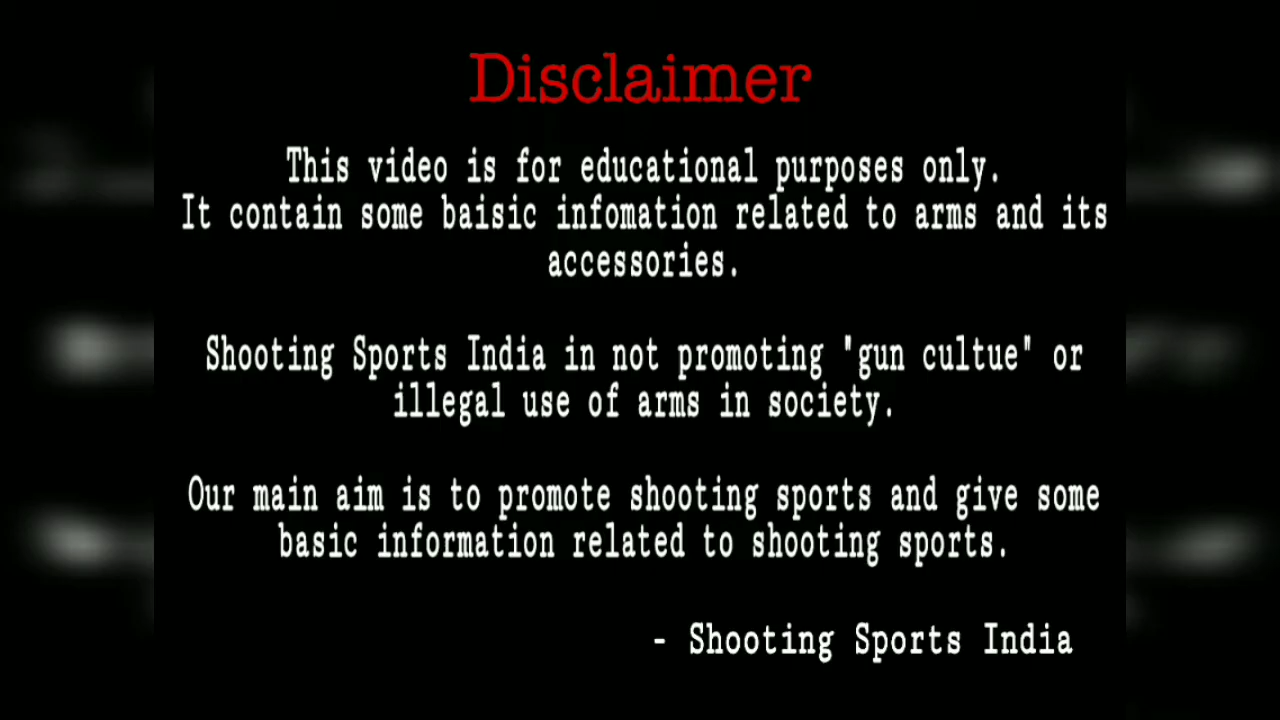 Disclaimer
This video is for educational purposes only.
It contain some baisic infomation related to arms and its
accessories.
Shooting Sports India in not promoting "gun cultue" or
illegal use of arms in society.
Our main aim is to promote shooting sports and give some
basic information related to shooting sports.
- Shooting Sports India